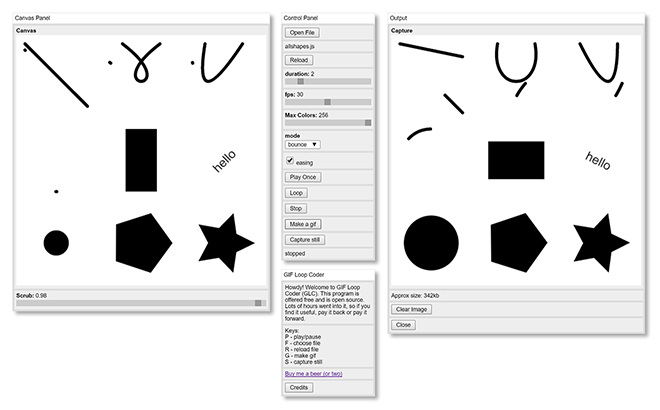 Canvas Panel
Canvas
hello
Scrub: 0.98
Control Panel
Open File
allshapes.js
Reload
duration: 2
fps: 30
Max Colors: 256
mode
bounce
easing
Play Once
Loop
Stop
Make a gif
Capture still
stopped
GIF Loop Coder
Howdy! Welcome to GIF Loop
Coder (GLC). This program is
offered free and is open source.
Lots of hours went into it, so if you
find it useful, pay it back or pay it
forward.
Keys:
P - play/pause
F - choose file
R - reload file
G - make gif
S - capture still
Buy me a beer (or two)
Credits
Output
Capture
hello
Approx size: 342kb
Clear Image
Close